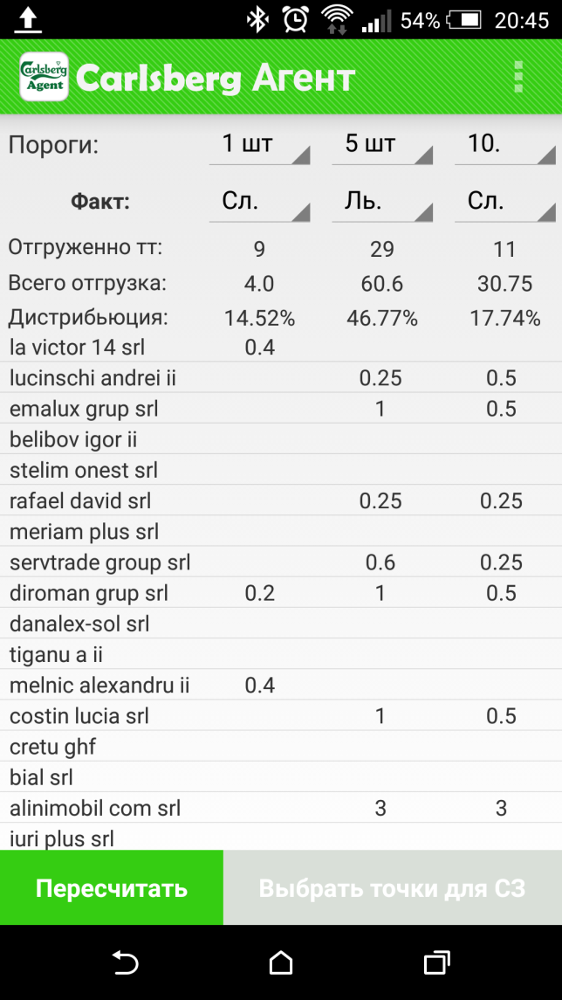 54% 20:45
Carlsberg Agent Carlsberg Агент
Пороги: 1 шт 5 шт 10.
Факт: Сл. Ль. Сл.
Отгруженно тт: 9 29 11
Всего отгрузка: 4.0 60.6 30.75
Дистрибьюция: 14.52% 46.77% 17.74%
la victor 14 srl 0.4
lucinschi andrei ii 0.25 0.5
emalux grup srl 1 0.5
belibov igor ii
stelim onest srl
rafael david srl 0.25 0.25
meriam plus srl
servtrade group srl 0.6 0.25
diroman grup srl 0.2 1 0.5
danalex-sol srl
tiganu a ii
melnic alexandru ii 0.4
costin lucia srl 1 0.5
cretu ghf
bial srl
alinimobil com srl 3 3
iuri plus srl
Пересчитать Выбрать точки для СЗ